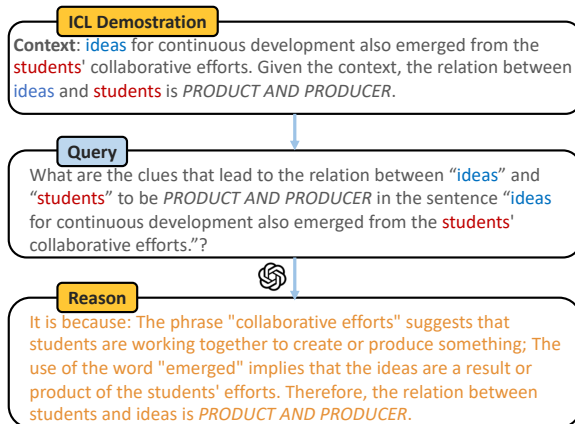 ICL Demostration
Context: ideas for continuous development also emerged from the
students' collaborative efforts. Given the context, the relation between
ideas and students is PRODUCT AND PRODUCER.
Query
What are the clues that lead to the relation between “ideas” and
“students” to be PRODUCT AND PRODUCER in the sentence “ideas
for continuous development also emerged from the students'
collaborative efforts.”?
Reason
It is because: The phrase "collaborative efforts" suggests that
students are working together to create or produce something; The
use of the word "emerged" implies that the ideas are a result or
product of the students' efforts. Therefore, the relation between
students and ideas is PRODUCT AND PRODUCER.